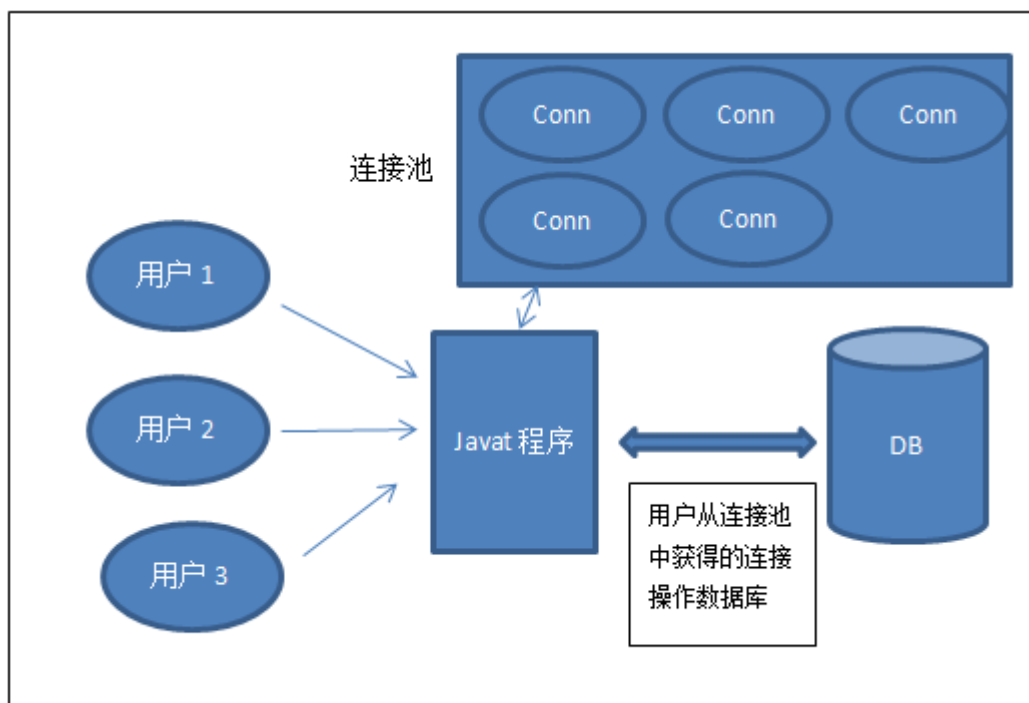 Conn
Conn
Conn
连接池
Conn
Conn
用户 1
用户 2
Javat 程序
DB
用户从连接池
中获得的连接
操作数据库
用户 3